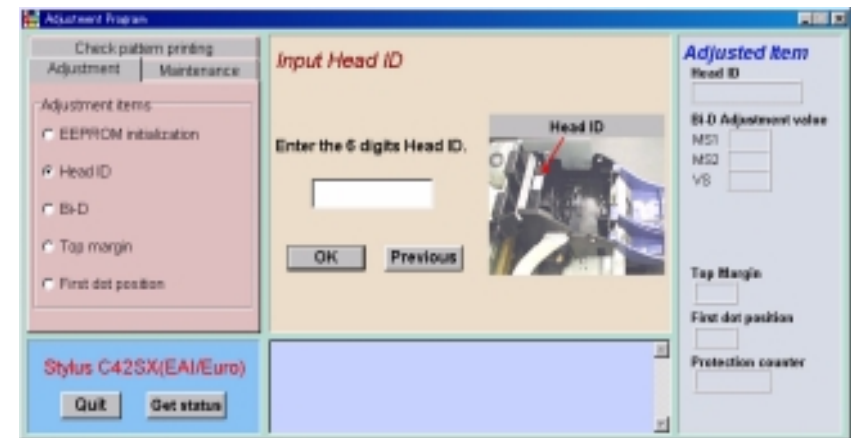 Adjustment Program
Check pattern printing
Adjustment
Maintenance
Adjustment items
EEPROM initialization
Head ID
Bi-D
Top margin
First dot position
Input Head ID
Enter the 6 digits Head ID.
Head ID
OK
Previous
Adjusted Item
Head ID
Bi-D Adjustment value
MS1
MS2
VS
Top Margin
First dot position
Protection counter
Stylus C42SX(EAI/Euro)
Quit
Get status